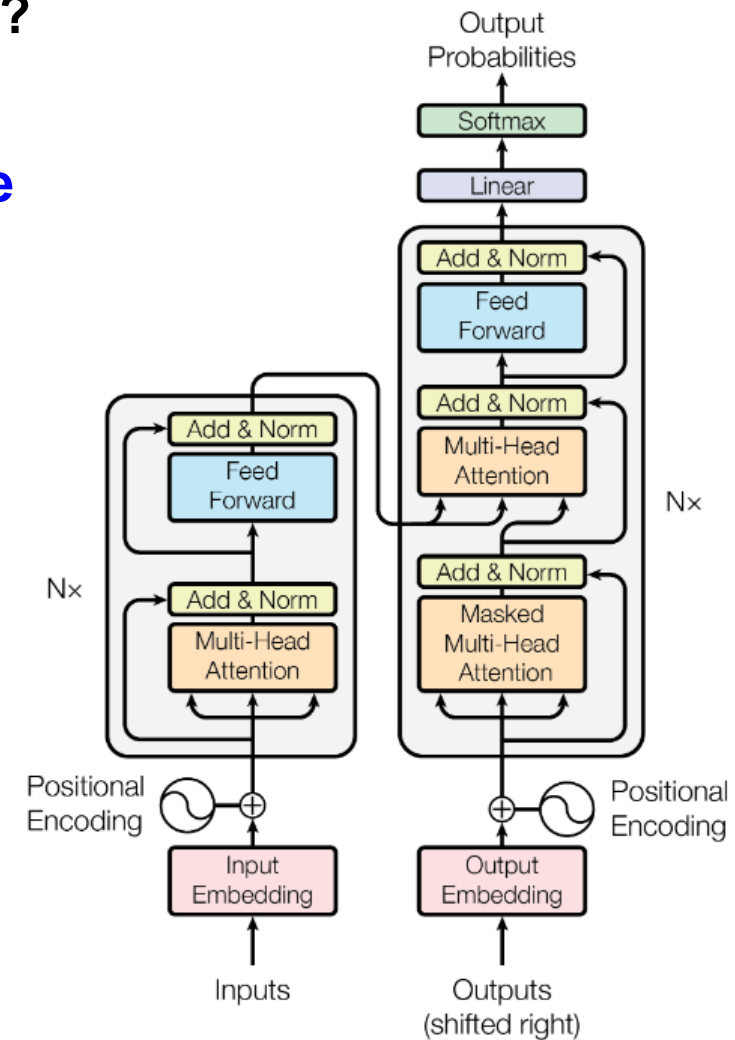 ?
e
Output
Probabilities
Softmax
Linear
Add & Norm
Feed
Forward
Add & Norm
Multi-Head
Attention
Nx
Add & Norm
Masked
Multi-Head
Attention
Add & Norm
Feed
Forward
Nx
Add & Norm
Multi-Head
Attention
Positional
Encoding
Positional
Encoding
Input
Embedding
Output
Embedding
Inputs
Outputs
(shifted right)